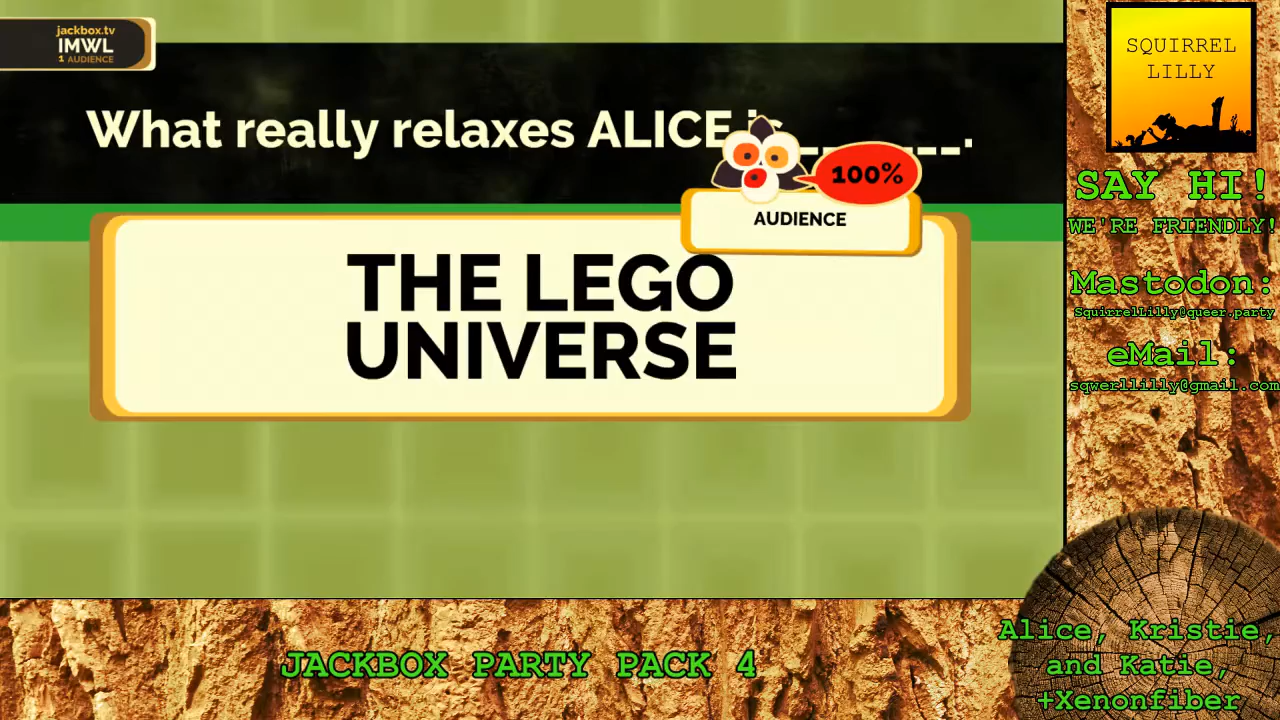 jackbox.tv
IMWL
1 AUDIENCE
What really relaxes ALICE is _______.
100%
AUDIENCE
THE LEGO
UNIVERSE
SQUIRREL
LILLY
SAY HI!
WE'RE FRIENDLY!
Mastodon:
SquirrelLilly@queer.party
eMail:
sqwerllilly@gmail.com
JACKBOX PARTY PACK 4
Alice, Kristie,
and Katie,
+Xenonfiber